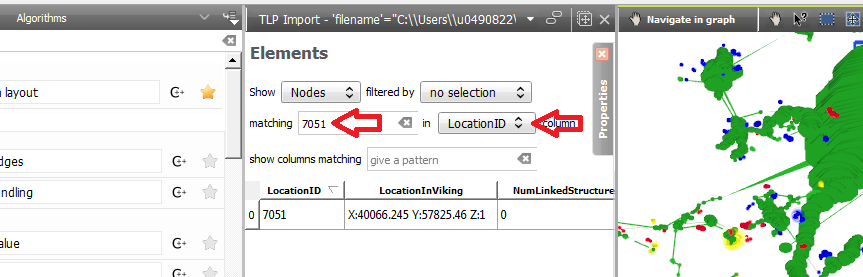 Algorithms
TLP Import - 'filename'="C:\\Users\\u0490822\
Navigate in graph
Elements
layout
Show Nodes filtered by no selection
matching 7051 in LocationID column
Properties
dges
show columns matching give a pattern
ndling
LocationID LocationInViking NumLinkedStructure
0 7051 X:40066.245 Y:57825.46 Z:1 0
alue